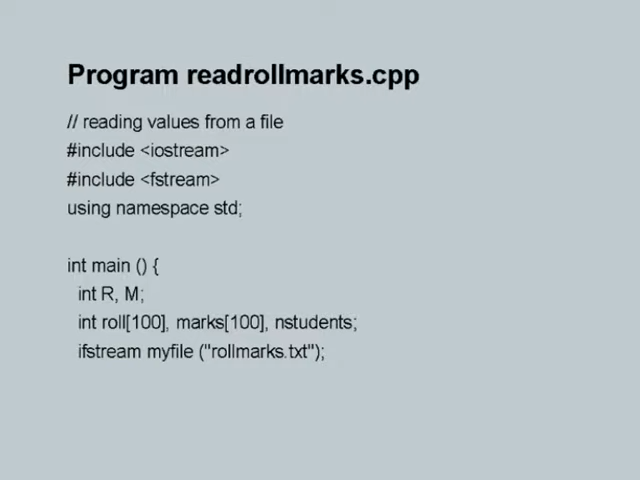 Program readrollmarks.cpp
// reading values from a file
#include <iostream>
#include <fstream>
using namespace std;
int main () {
int R, M;
int roll[100], marks[100], nstudents;
ifstream myfile ("rollmarks.txt");